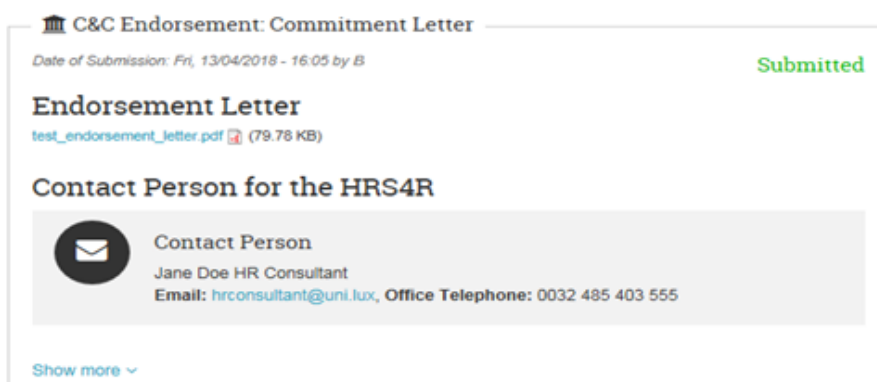 C&C Endorsement: Commitment Letter
Date of Submission: Fri, 13/04/2018 - 16:05 by B
Submitted
Endorsement Letter
test_endorsement_letter.pdf (79.78 KB)
Contact Person for the HRS4R
Contact Person
Jane Doe HR Consultant
Email: hrconsultant@uni.lux, Office Telephone: 0032 485 403 555
Show more